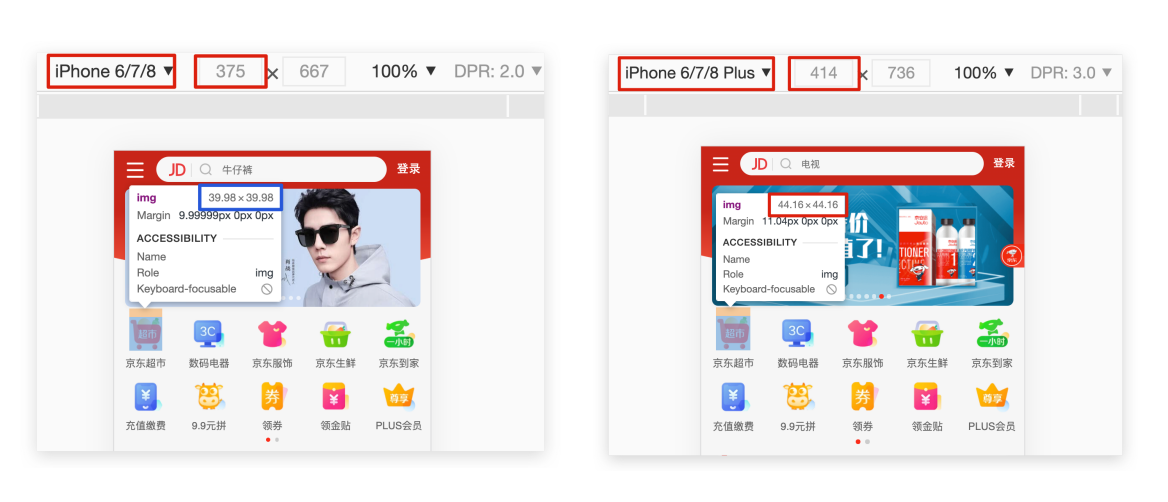 iPhone 6/7/8 ▼ 375 × 667 100% ▼ DPR: 2.0 ▼
JD 牛仔裤 登录
img 39.98 × 39.98
Margin 9.99999px 0px 0px
ACCESSIBILITY
Name
Role img
Keyboard-focusable
超市 3C 一小时
京东超市 数码电器 京东服饰 京东生鲜 京东到家
¥ 券 ¥ 尊享
充值缴费 9.9元拼 领券 领金贴 PLUS会员
iPhone 6/7/8 Plus ▼ 414 × 736 100% ▼ DPR: 3.0 ▼
JD 电视 登录
img 44.16 × 44.16
Margin 11.04px 0px 0px
ACCESSIBILITY
Name
Role img
Keyboard-focusable
价
值了!
超市 3C 一小时
京东超市 数码电器 京东服饰 京东生鲜 京东到家
¥ 券 ¥ 尊享
充值缴费 9.9元拼 领券 领金贴 PLUS会员